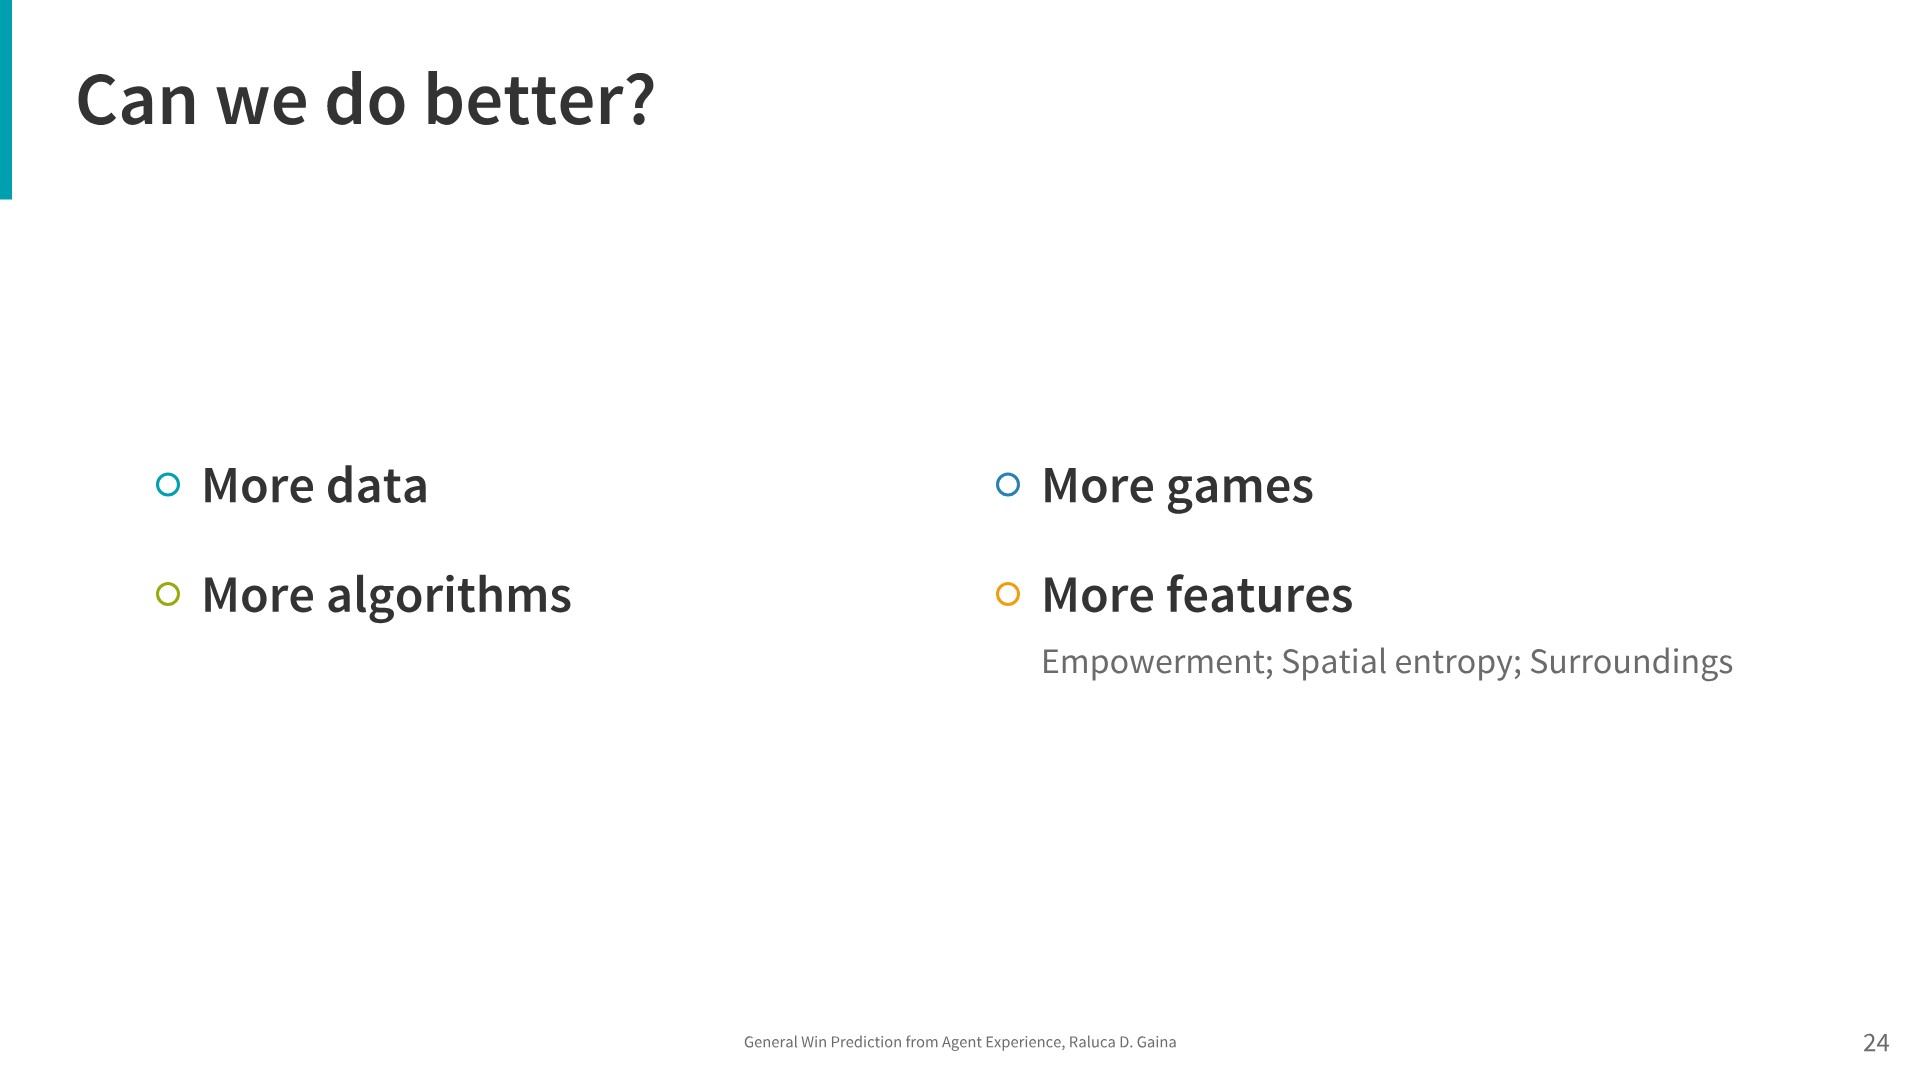 Can we do better?
More data
More algorithms
More games
More features
Empowerment; Spatial entropy; Surroundings
General Win Prediction from Agent Experience, Raluca D. Gaina
24